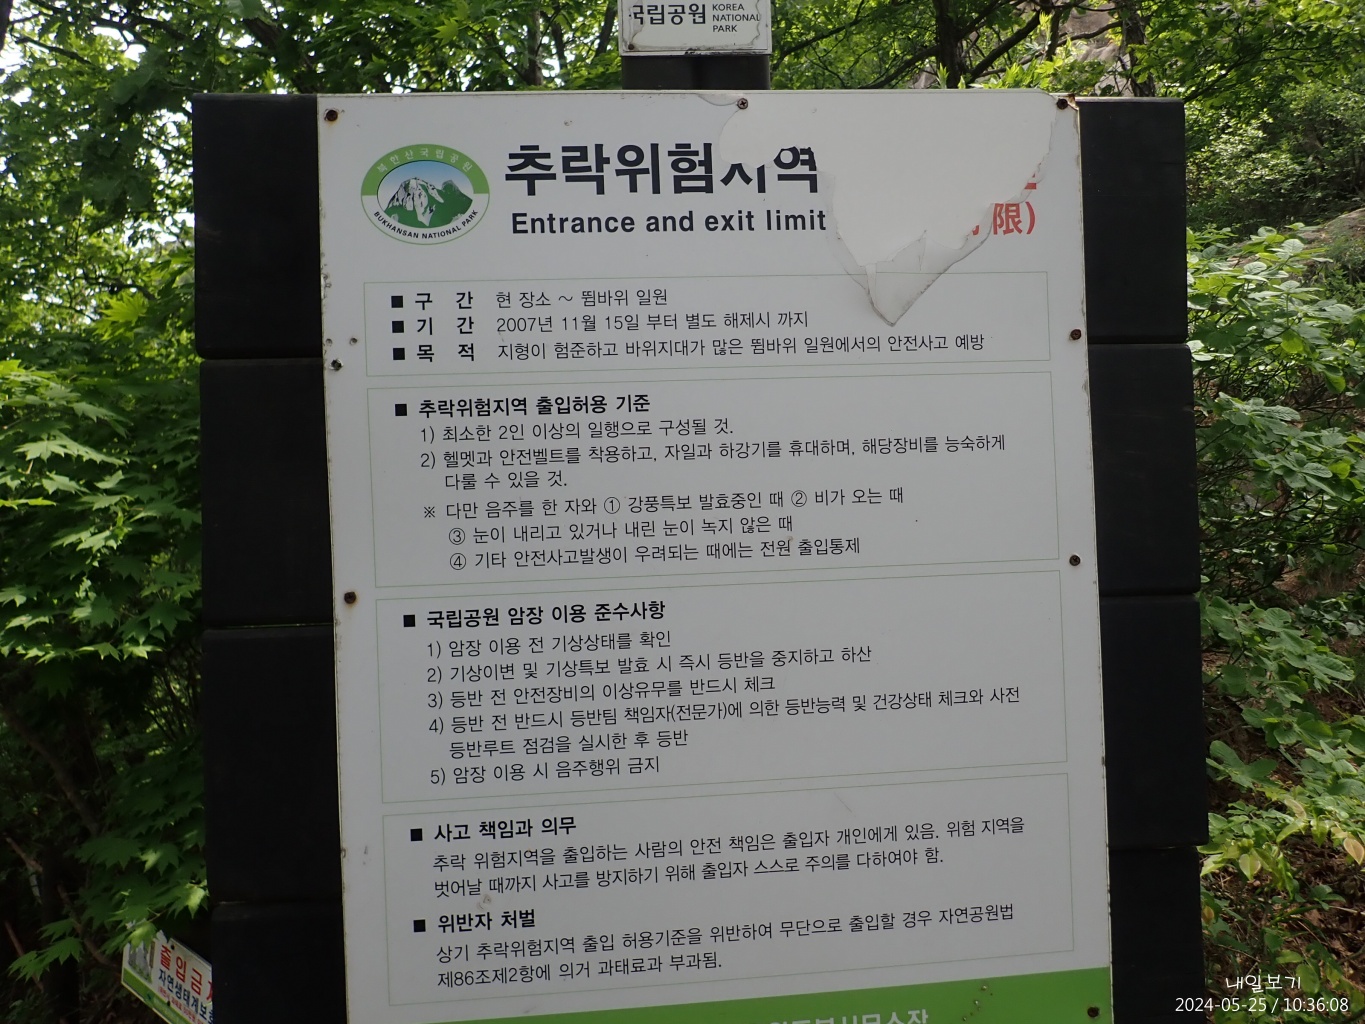 국립공원 KOREA NATIONAL PARK
북한산국립공원
BUKHANSAN NATIONAL PARK
추락위험지역
Entrance and exit limit
限)
■ 구 간 현 장소 ~ 뜀바위 일원
■ 기 간 2007년 11월 15일 부터 별도 해제시 까지
■ 목 적 지형이 험준하고 바위지대가 많은 뜀바위 일원에서의 안전사고 예방
■ 추락위험지역 출입허용 기준
1) 최소한 2인 이상의 일행으로 구성될 것.
2) 헬멧과 안전벨트를 착용하고, 자일과 하강기를 휴대하며, 해당장비를 능숙하게
다룰 수 있을 것.
※ 다만 음주를 한 자와 ① 강풍특보 발효중인 때 ② 비가 오는 때
③ 눈이 내리고 있거나 내린 눈이 녹지 않은 때
④ 기타 안전사고발생이 우려되는 때에는 전원 출입통제
■ 국립공원 암장 이용 준수사항
1) 암장 이용 전 기상상태를 확인
2) 기상이변 및 기상특보 발효 시 즉시 등반을 중지하고 하산
3) 등반 전 안전장비의 이상유무를 반드시 체크
4) 등반 전 반드시 등반팀 책임자(전문가)에 의한 등반능력 및 건강상태 체크와 사전
등반루트 점검을 실시한 후 등반
5) 암장 이용 시 음주행위 금지
■ 사고 책임과 의무
추락 위험지역을 출입하는 사람의 안전 책임은 출입자 개인에게 있음. 위험 지역을
벗어날 때까지 사고를 방지하기 위해 출입자 스스로 주의를 다하여야 함.
■ 위반자 처벌
상기 추락위험지역 출입 허용기준을 위반하여 무단으로 출입할 경우 자연공원법
제86조제2항에 의거 과태료과 부과됨.
출입금
자연생태계보
내일보기
2024-05-25 / 10:36:08